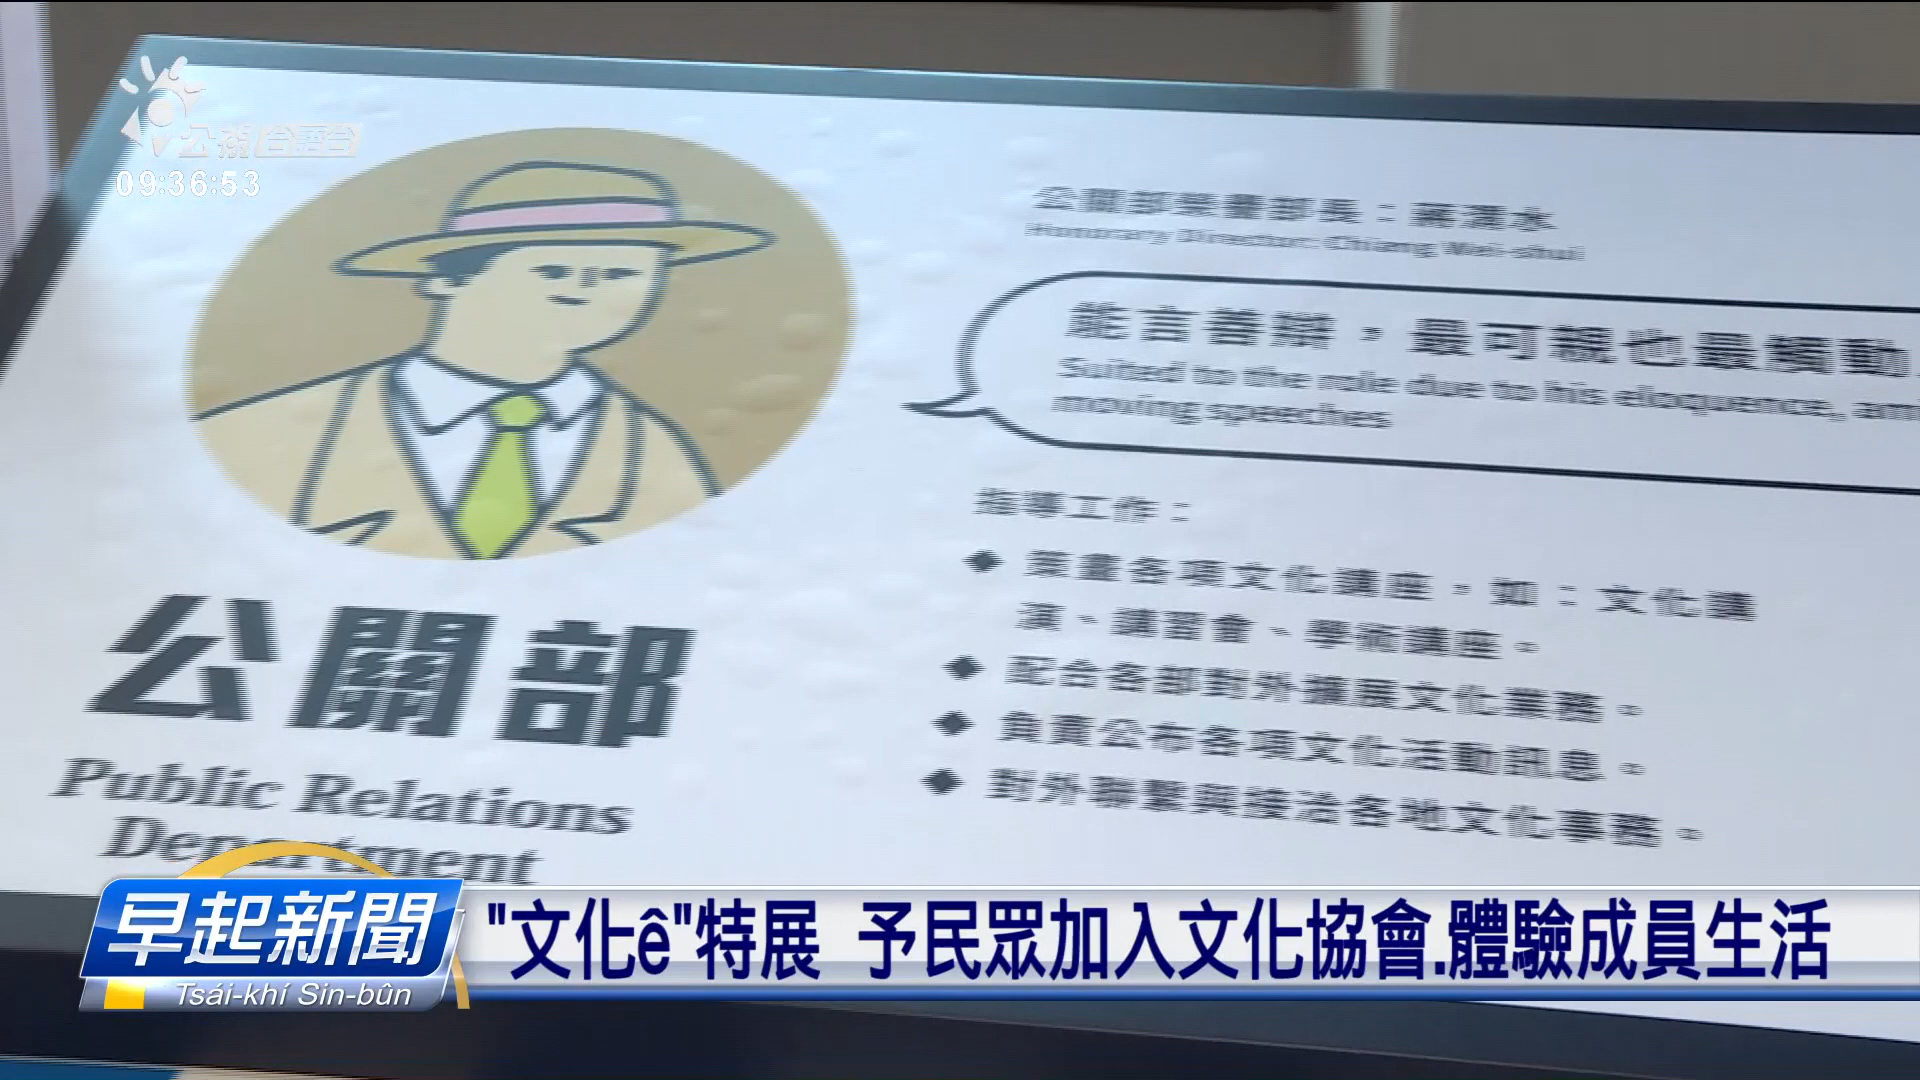 公視台語台
09:36:53
公關部榮譽部長：蔣渭水
Honorary Director: Chiang Wei-shui
能言善辯，最可親也最觸動
Suited to the role due to his eloquence,
moving speeches
指導工作：
◆ 策畫各項文化講座，如：文化講
演、講習會、學術講座。
◆ 配合各部對外擴展文化業務。
◆ 負責公布各項文化活動訊息。
◆ 對外聯繫與接洽各地文化事務。
公關部
Public Relations
Department
早起新聞
Tsái-khí Sin-bûn
"文化ê"特展 予民眾加入文化協會.體驗成員生活